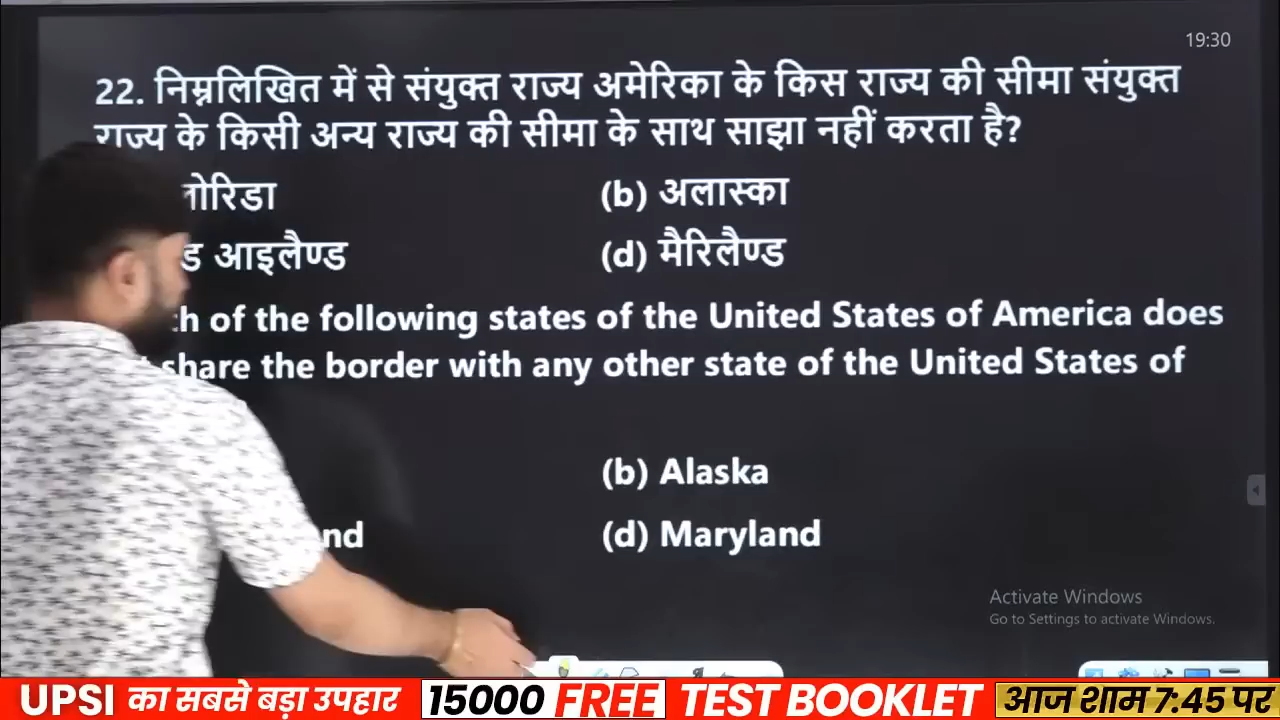 19:30
22. निम्नलिखित में से संयुक्त राज्य अमेरिका के किस राज्य की सीमा संयुक्त
राज्य के किसी अन्य राज्य की सीमा के साथ साझा नहीं करता है?
(b) अलास्का
आइलैण्ड
(d) मैरिलैण्ड
of the following states of the United States of America does
share the border with any other state of the United States of
(b) Alaska
(d) Maryland
Activate Windows
Go to Settings to activate Windows.
UPSI का सबसे बड़ा उपहार 15000 FREE TEST BOOKLET आज शाम 7:45 पर